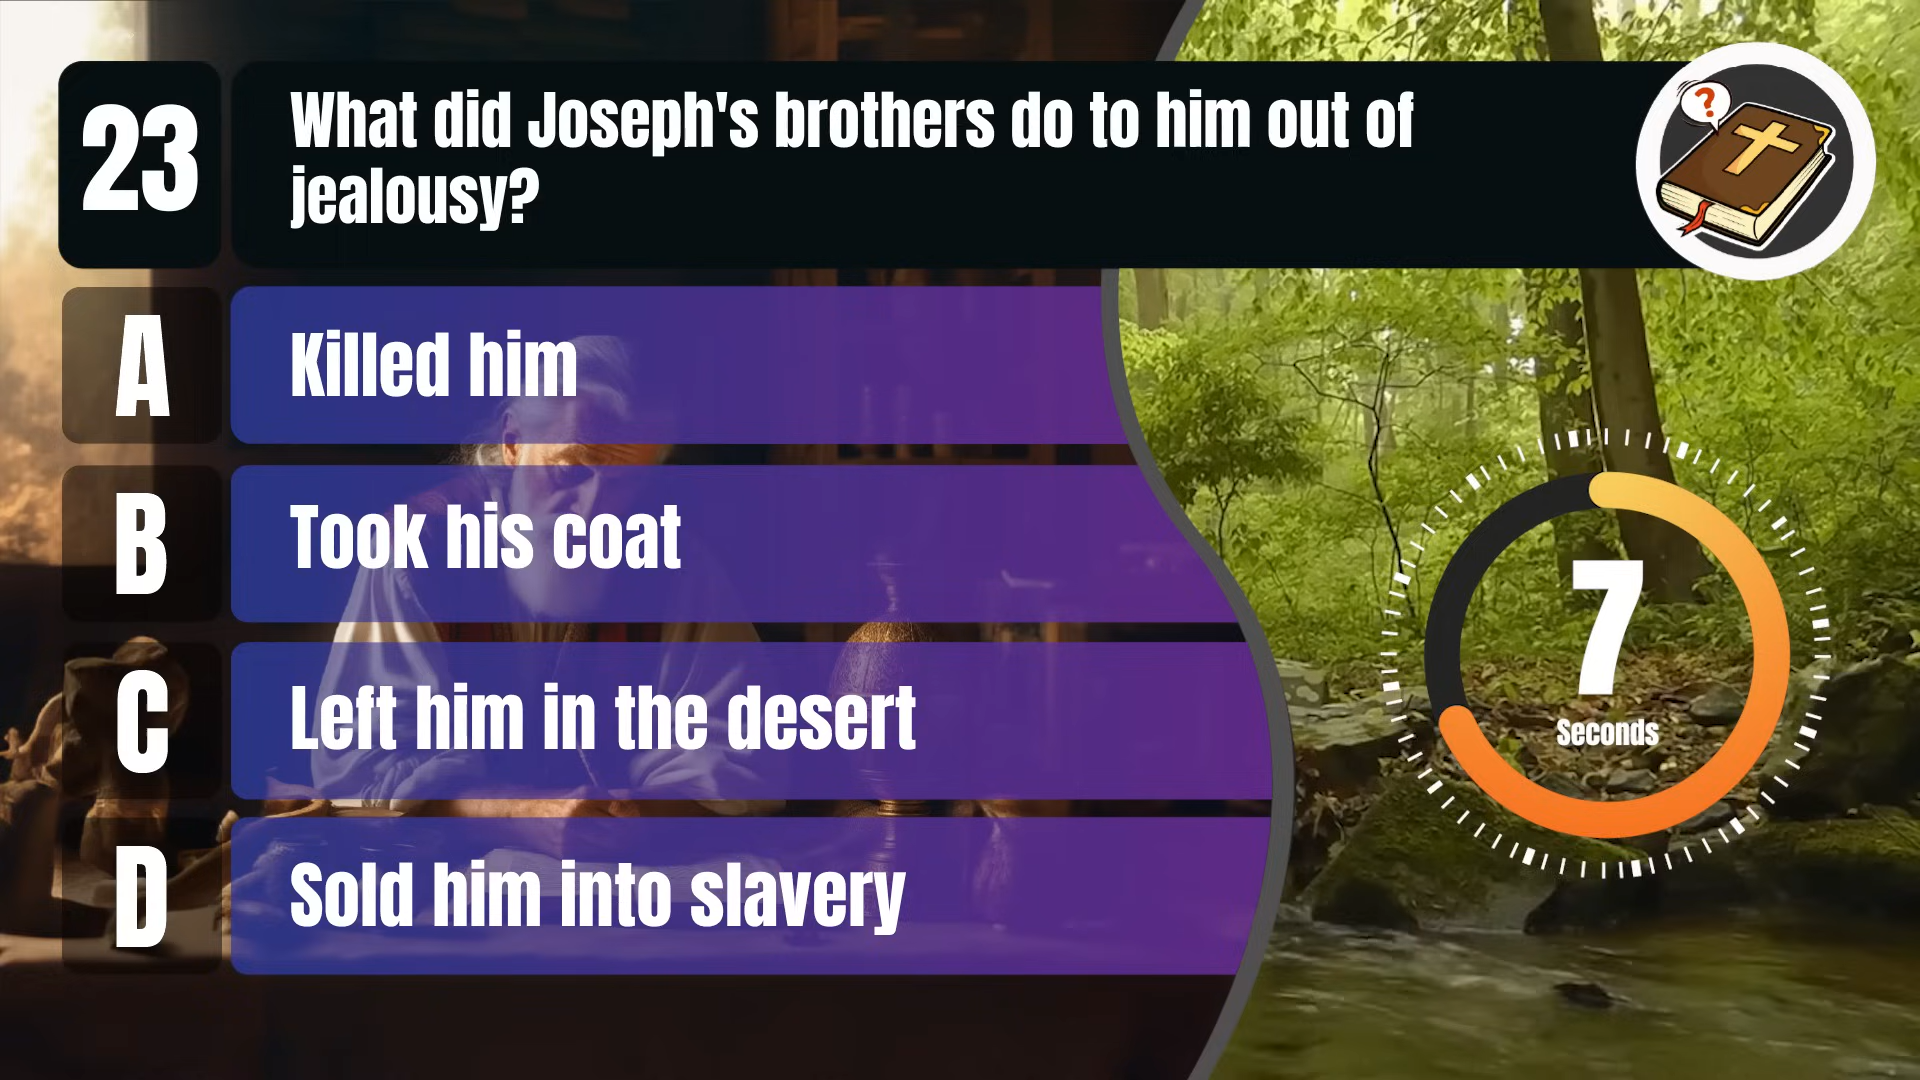 23
What did Joseph's brothers do to him out of
jealousy?
?
A
Killed him
B
Took his coat
C
Left him in the desert
D
Sold him into slavery
7
Seconds